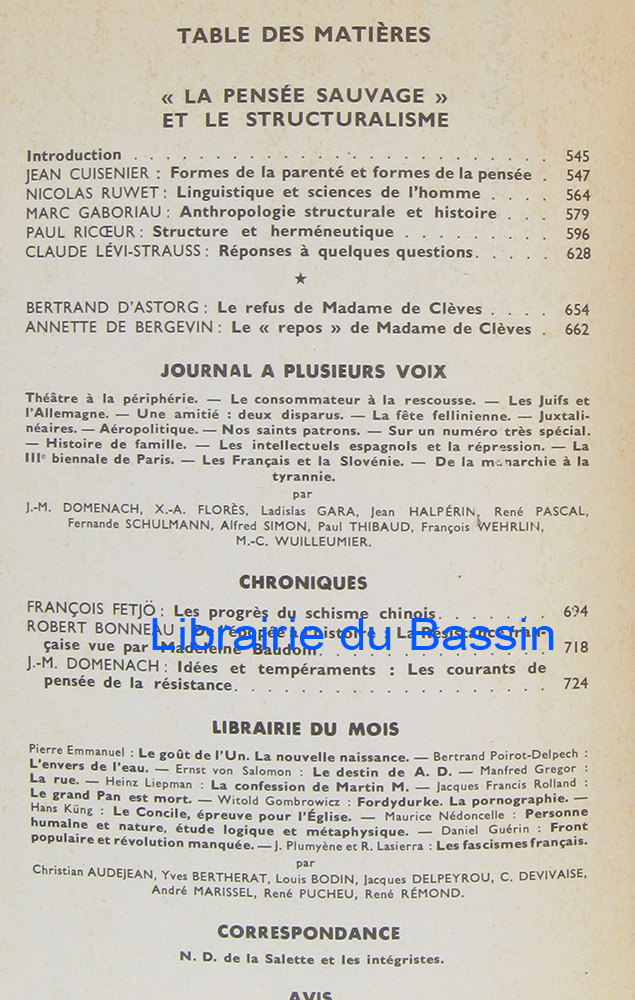 TABLE DES MATIÈRES
« LA PENSÉE SAUVAGE »
ET LE STRUCTURALISME
Introduction . . . . . . . . . . . . . . . . . . . . . . . . . . 545
JEAN CUISENIER : Formes de la parenté et formes de la pensée . 547
NICOLAS RUWET : Linguistique et sciences de l'homme . . . . 564
MARC GABORIAU : Anthropologie structurale et histoire . . . 579
PAUL RICŒUR : Structure et herméneutique . . . . . . . . . 596
CLAUDE LÉVI-STRAUSS : Réponses à quelques questions. . . . . 628
★
BERTRAND D'ASTORG : Le refus de Madame de Clèves . . . . 654
ANNETTE DE BERGEVIN : Le « repos » de Madame de Clèves . 662
JOURNAL A PLUSIEURS VOIX
Théâtre à la périphérie. — Le consommateur à la rescousse. — Les Juifs et
l'Allemagne. — Une amitié : deux disparus. — La fête fellinienne. — Juxtali-
néaires. — Aéropolitique. — Nos saints patrons. — Sur un numéro très spécial.
— Histoire de famille. — Les intellectuels espagnols et la répression. — La
IIIe biennale de Paris. — Les Français et la Slovénie. — De la monarchie à la
tyrannie.
par
J.-M. DOMENACH, X.-A. FLORÈS, Ladislas GARA, Jean HALPÉRIN, René PASCAL,
Fernande SCHULMANN, Alfred SIMON, Paul THIBAUD, François WEHRLIN,
M.-C. WUILLEUMIER.
CHRONIQUES
FRANÇOIS FETJÖ : Les progrès du schisme chinois. . . . . . . . 694
ROBERT BONNEAU : De l'épopée à l'histoire : La Résistance fran-
çaise vue par Madeleine Baudoin. . . . . . . . . . . . . . 718
Librairie du Bassin
J.-M. DOMENACH : Idées et tempéraments : Les courants de
pensée de la résistance. . . . . . . . . . . . . . . . . . . 724
LIBRAIRIE DU MOIS
Pierre Emmanuel : Le goût de l'Un. La nouvelle naissance. — Bertrand Poirot-Delpech :
L'envers de l'eau. — Ernst von Salomon : Le destin de A. D. — Manfred Gregor :
La rue. — Heinz Liepman : La confession de Martin M. — Jacques Francis Rolland :
Le grand Pan est mort. — Witold Gombrowicz : Fordydurke. La pornographie. —
Hans Küng : Le Concile, épreuve pour l'Église. — Maurice Nédoncelle : Personne
humaine et nature, étude logique et métaphysique. — Daniel Guérin : Front
populaire et révolution manquée. — J. Plumyène et R. Lasierra : Les fascismes français.
par
Christian AUDEJEAN, Yves BERTHERAT, Louis BODIN, Jacques DELPEYROU, C. DEVIVAISE,
André MARISSEL, René PUCHEU, René RÉMOND.
CORRESPONDANCE
N. D. de la Salette et les intégristes.
AVIS